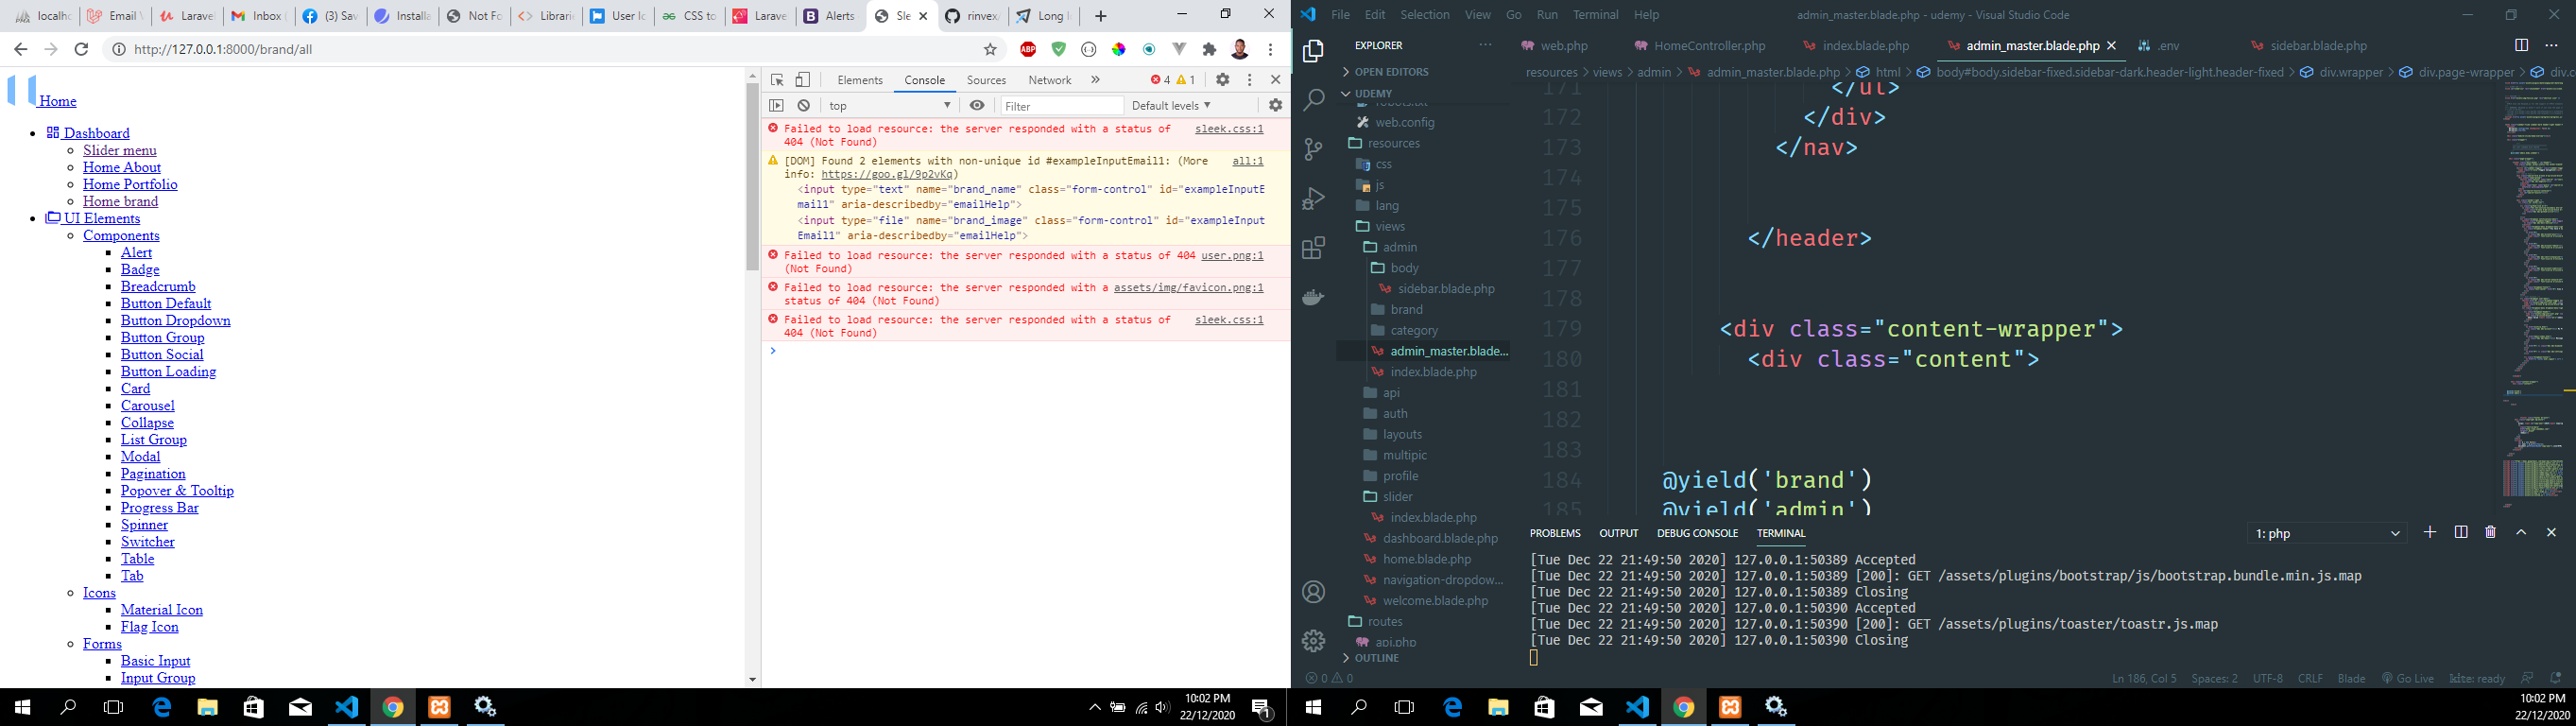 localho
Email V
Laravel
Inbox (
(3) Sav
Installa
Not Fo
Librarie
User Ic
CSS to
Larave
Alerts
Sle
rinvex/
Long I
http://127.0.0.1:8000/brand/all
ABP
Home
Dashboard
Slider menu
Home About
Home Portfolio
Home brand
UI Elements
Components
Alert
Badge
Breadcrumb
Button Default
Button Dropdown
Button Group
Button Social
Button Loading
Card
Carousel
Collapse
List Group
Modal
Pagination
Popover & Tooltip
Progress Bar
Spinner
Switcher
Table
Tab
Icons
Material Icon
Flag Icon
Forms
Basic Input
Input Group
Elements Console Sources Network » 4 1
top Filter Default levels
Failed to load resource: the server responded with a status of sleek.css:1
404 (Not Found)
[DOM] Found 2 elements with non-unique id #exampleInputEmail1: (More all:1
info: https://goo.gl/9p2vKq)
<input type="text" name="brand_name" class="form-control" id="exampleInputE
mail1" aria-describedby="emailHelp">
<input type="file" name="brand_image" class="form-control" id="exampleInput
Email1" aria-describedby="emailHelp">
Failed to load resource: the server responded with a status of 404 user.png:1
(Not Found)
Failed to load resource: the server responded with a assets/img/favicon.png:1
status of 404 (Not Found)
Failed to load resource: the server responded with a status of sleek.css:1
404 (Not Found)
10:02 PM
22/12/2020
1
File Edit Selection View Go Run Terminal Help
admin_master.blade.php - udemy - Visual Studio Code
EXPLORER
OPEN EDITORS
UDEMY
robots.txt
web.config
resources
css
js
lang
views
admin
body
sidebar.blade.php
brand
category
admin_master.blade...
index.blade.php
api
auth
layouts
multipic
profile
slider
index.blade.php
dashboard.blade.php
home.blade.php
navigation-dropdow...
welcome.blade.php
routes
api.php
OUTLINE
web.php HomeController.php index.blade.php admin_master.blade.php .env sidebar.blade.php
resources > views > admin > admin_master.blade.php > html > body#body.sidebar-fixed.sidebar-dark.header-light.header-fixed > div.wrapper > div.page-wrapper > div.c
171 </ul>
172 </div>
173 </nav>
174
175
176 </header>
177
178
179 <div class="content-wrapper">
180 <div class="content">
181
182
183
184 @yield('brand')
185 @yield('admin')
PROBLEMS OUTPUT DEBUG CONSOLE TERMINAL 1: php
[Tue Dec 22 21:49:50 2020] 127.0.0.1:50389 Accepted
[Tue Dec 22 21:49:50 2020] 127.0.0.1:50389 [200]: GET /assets/plugins/bootstrap/js/bootstrap.bundle.min.js.map
[Tue Dec 22 21:49:50 2020] 127.0.0.1:50389 Closing
[Tue Dec 22 21:49:50 2020] 127.0.0.1:50390 Accepted
[Tue Dec 22 21:49:50 2020] 127.0.0.1:50390 [200]: GET /assets/plugins/toaster/toastr.js.map
[Tue Dec 22 21:49:50 2020] 127.0.0.1:50390 Closing
0 0 Ln 186, Col 5 Spaces: 2 UTF-8 CRLF Blade Go Live kite: ready
10:02 PM
22/12/2020